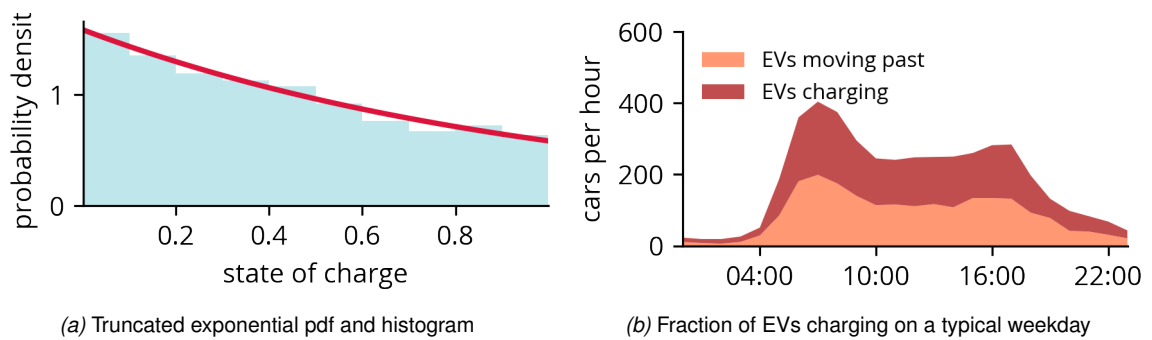 probability densit
1
0
0.2 0.4 0.6 0.8
state of charge
(a) Truncated exponential pdf and histogram
cars per hour
600
400
200
0
EVs moving past
EVs charging
04:00 10:00 16:00 22:00
(b) Fraction of EVs charging on a typical weekday